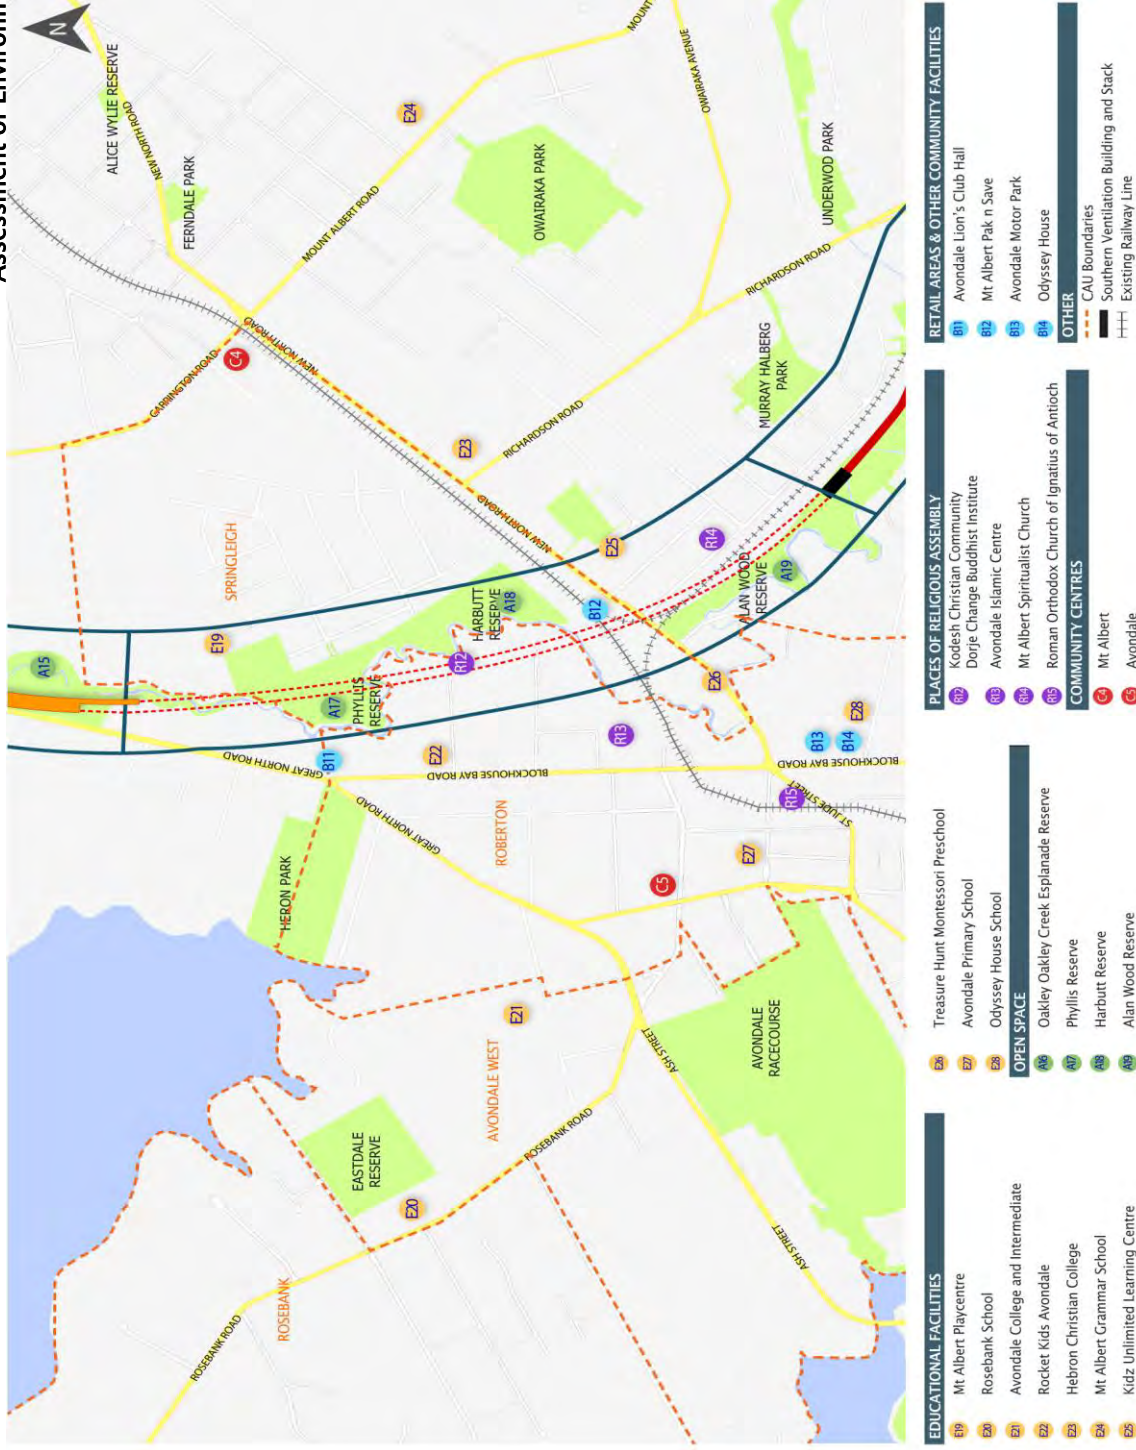 Assessment of Environm
N
ALICE WYLIE RESERVE
NEW NORTH ROAD
FERNDALE PARK
MOUNT ALBERT ROAD
E24
MOUNT
OWAIRAKA AVENUE
OWAIRAKA PARK
UNDERWOD PARK
RICHARDSON ROAD
CARRINGTON ROAD
C4
NEW NORTH ROAD
NEW NORTH ROAD
E23
RICHARDSON ROAD
MURRAY HALBERG
PARK
SPRINGLEIGH
NEW NORTH ROAD
E25
R14
A15
E19
HARBUTT
RESERVE
A18
B12
ALAN WOOD
RESERVE
A19
R12
A17
PHYLLIS
RESERVE
E26
R13
GREAT NORTH ROAD
B11
E22
BLOCKHOUSE BAY ROAD
B13
B14
E28
BLOCKHOUSE BAY ROAD
GREAT NORTH ROAD
ROBERTON
R15
ST JUDE STREET
HERON PARK
C5
E27
E21
AVONDALE WEST
ASH STREET
AVONDALE
RACECOURSE
EASTDALE
RESERVE
ROSEBANK ROAD
E20
ROSEBANK
ROSEBANK ROAD
ASH STREET
EDUCATIONAL FACILITIES
E19 Mt Albert Playcentre
E20 Rosebank School
E21 Avondale College and Intermediate
E22 Rocket Kids Avondale
E23 Hebron Christian College
E24 Mt Albert Grammar School
E25 Kidz Unlimited Learning Centre
E26 Treasure Hunt Montessori Preschool
E27 Avondale Primary School
E28 Odyssey House School
OPEN SPACE
A16 Oakley Oakley Creek Esplanade Reserve
A17 Phyllis Reserve
A18 Harbutt Reserve
A19 Alan Wood Reserve
PLACES OF RELIGIOUS ASSEMBLY
R12 Kodesh Christian Community
Dorje Change Buddhist Institute
R13 Avondale Islamic Centre
R14 Mt Albert Spiritualist Church
R15 Roman Orthodox Church of Ignatius of Antioch
COMMUNITY CENTRES
C4 Mt Albert
C5 Avondale
RETAIL AREAS & OTHER COMMUNITY FACILITIES
B11 Avondale Lion's Club Hall
B12 Mt Albert Pak n Save
B13 Avondale Motor Park
B14 Odyssey House
OTHER
CAU Boundaries
Southern Ventilation Building and Stack
Existing Railway Line